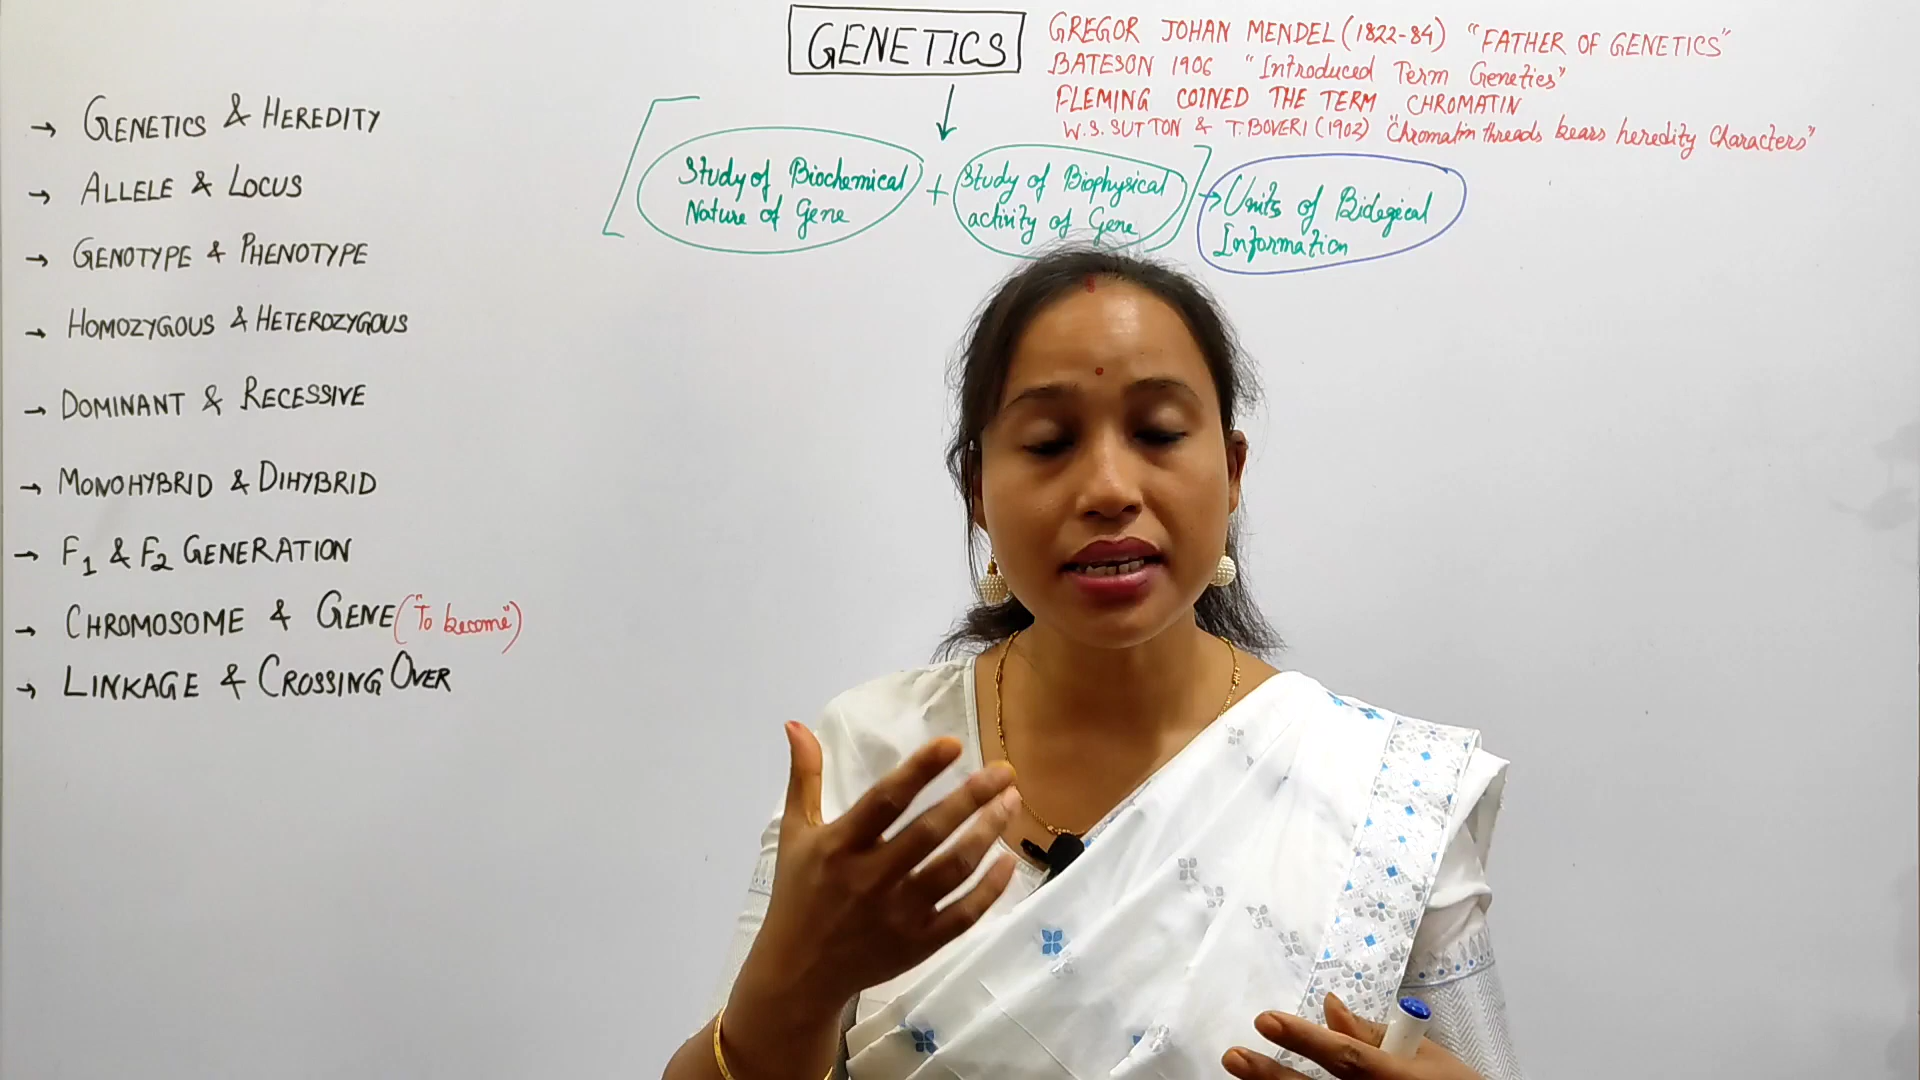 GENETICS
GREGOR JOHAN MENDEL (1822-84) "FATHER OF GENETICS"
BATESON 1906 "Introduced Term Genetics"
FLEMING COINED THE TERM CHROMATIN
W.S. SUTTON & T. BOVERI (1902) "Chromatin threads bears heredity characters"
Study of Biochemical
Nature of Gene
+
Study of Biophysical
activity of Gene
→ Units of Biological
Information
→ GENETICS & HEREDITY
→ ALLELE & LOCUS
→ GENOTYPE & PHENOTYPE
→ HOMOZYGOUS & HETEROZYGOUS
→ DOMINANT & RECESSIVE
→ MONOHYBRID & DIHYBRID
→ F1 & F2 GENERATION
→ CHROMOSOME & GENE ("To become")
→ LINKAGE & CROSSING OVER